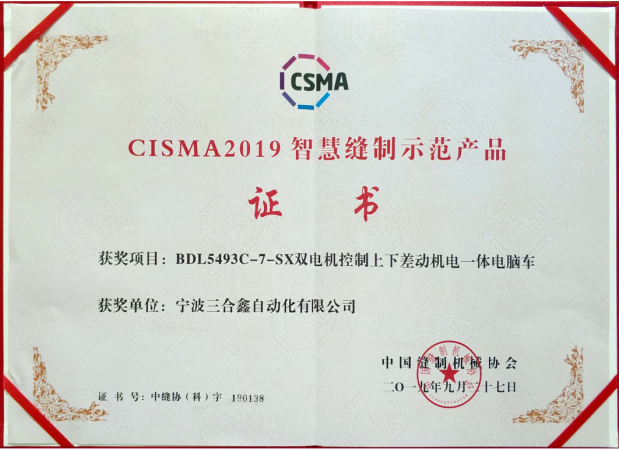 CSMA
CISMA2019 智慧缝制示范产品
证 书
获奖项目：BDL5493C-7-SX双电机控制上下差动机电一体电脑车
获奖单位：宁波三合鑫自动化有限公司
中国缝制机械协会
二〇一九年九月二十七日
证 书 号：中缝协（科）字 190138